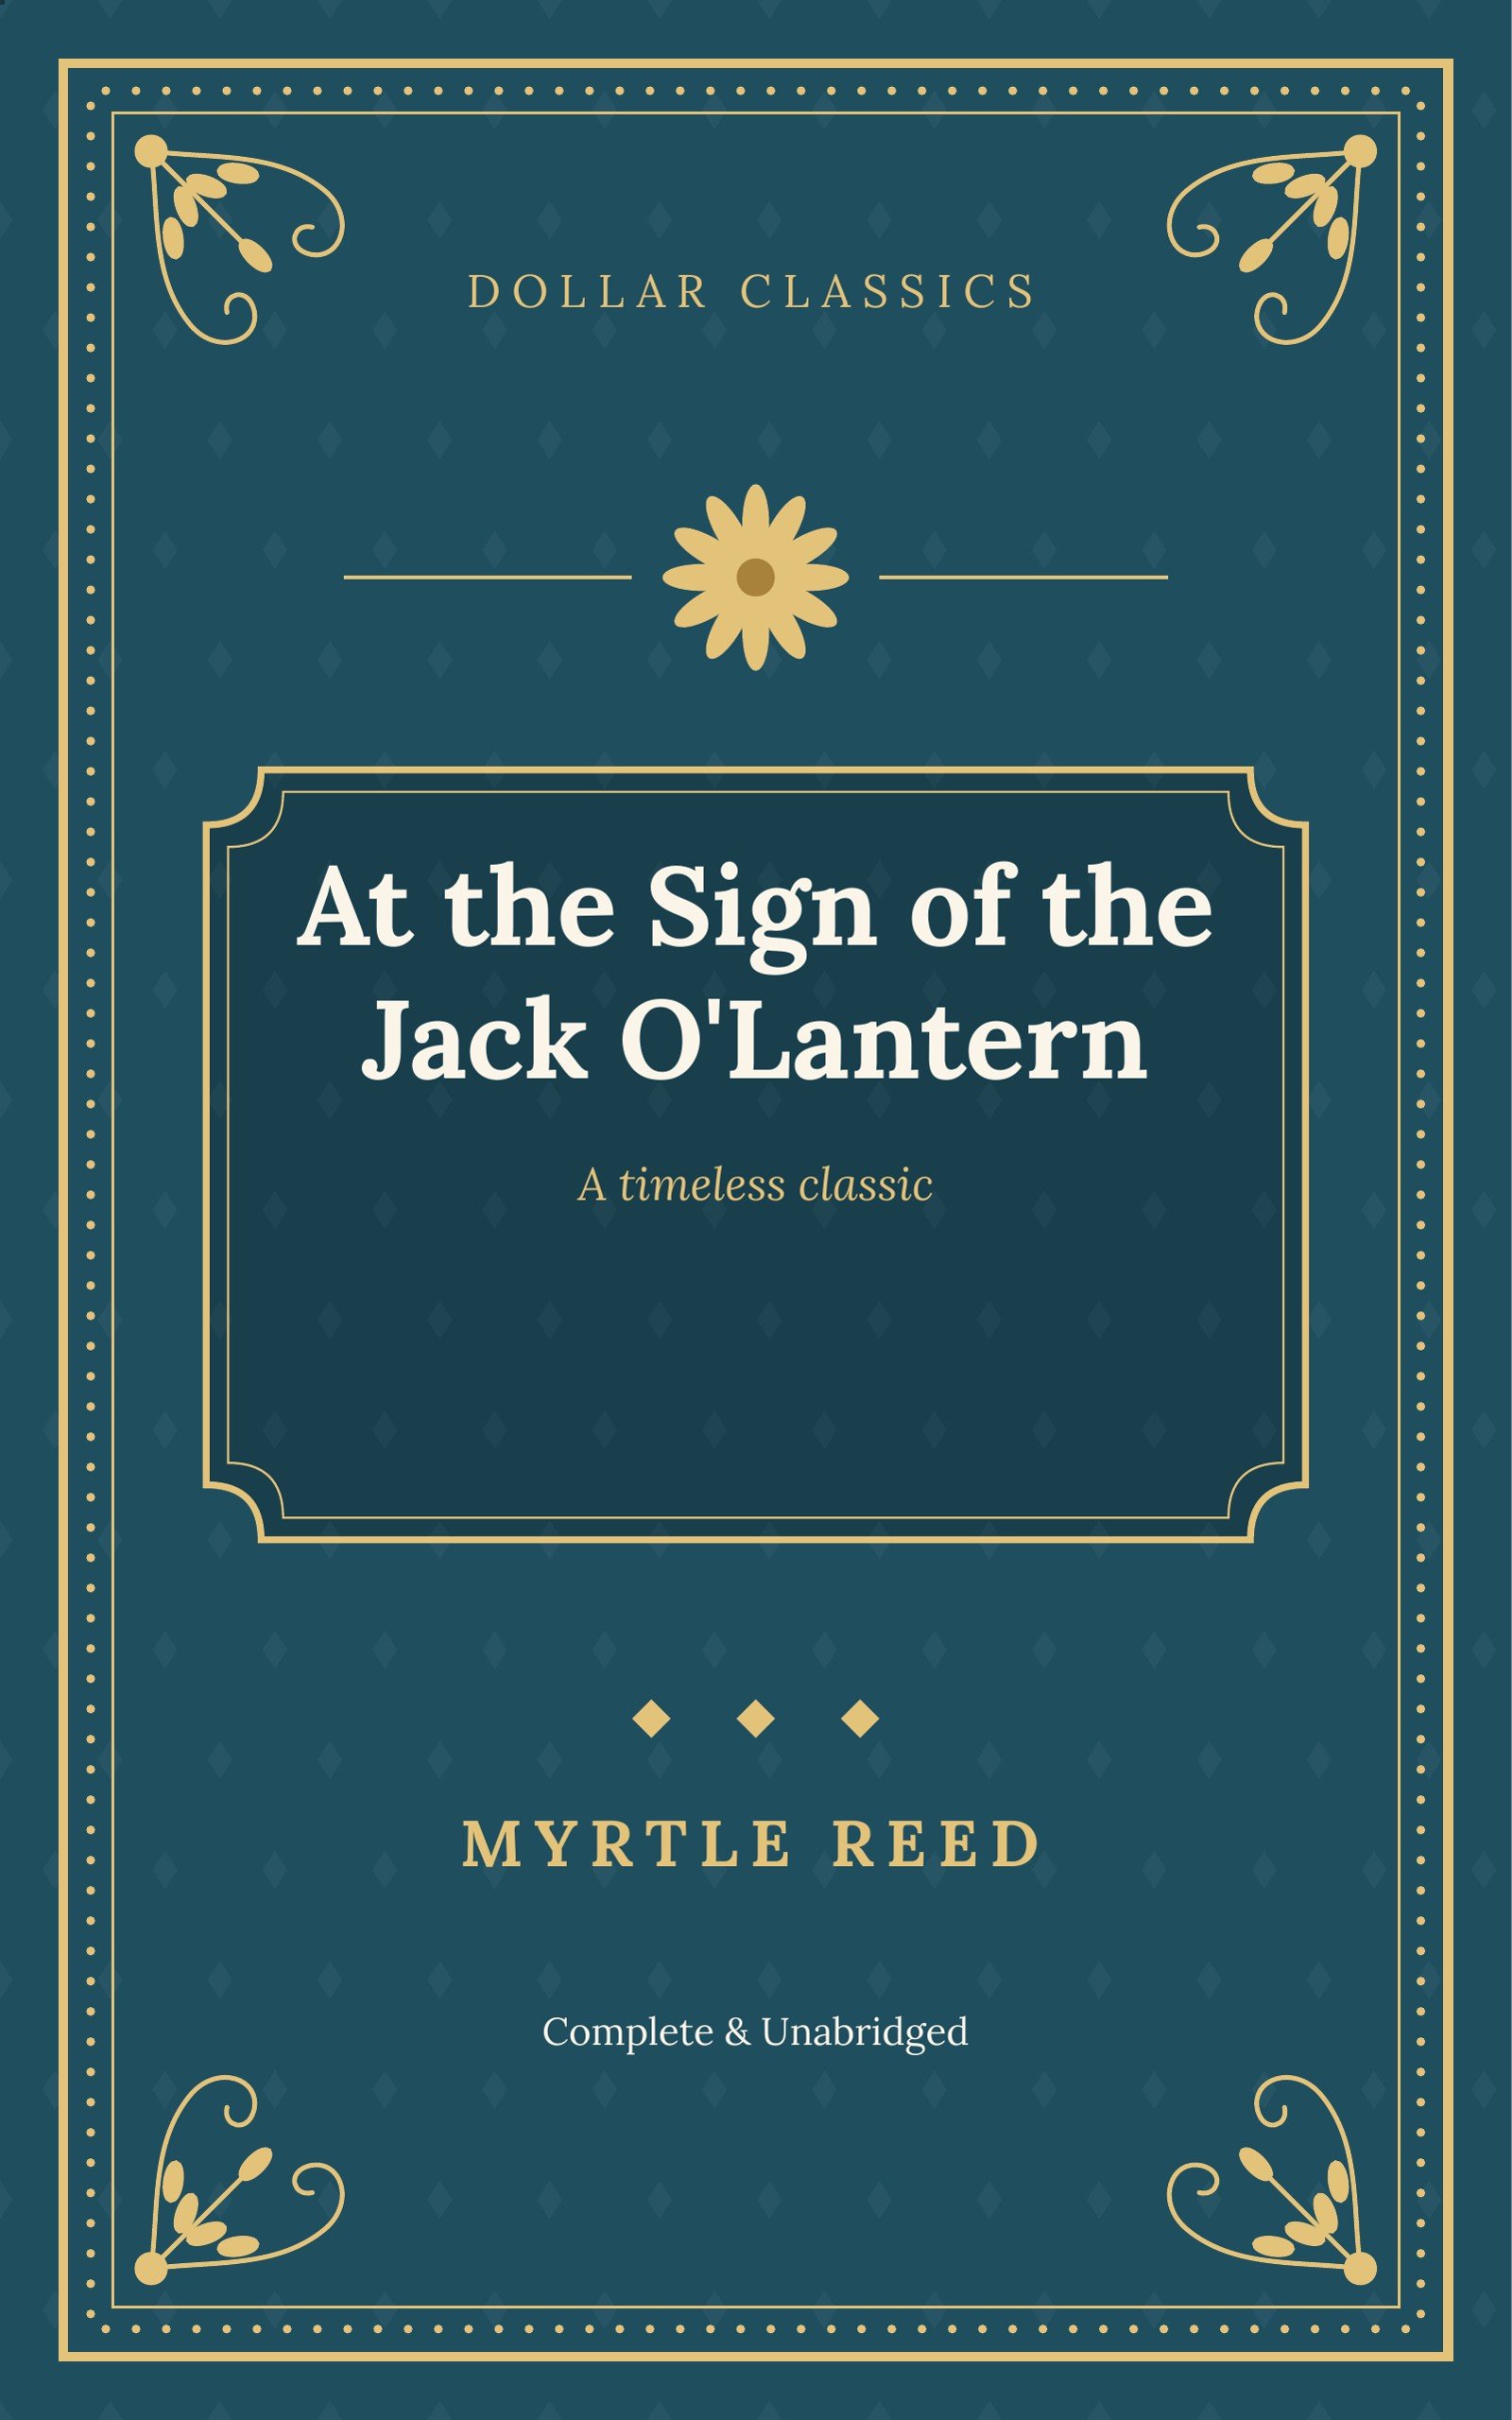 DOLLAR CLASSICS
At the Sign of the
Jack O'Lantern
A timeless classic
MYRTLE REED
Complete & Unabridged